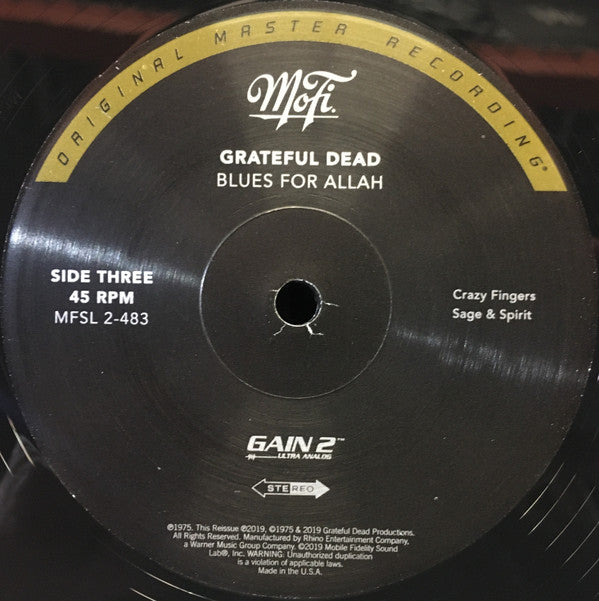 ORIGINAL MASTER RECORDING®
MoFi.
GRATEFUL DEAD
BLUES FOR ALLAH
SIDE THREE
45 RPM
MFSL 2-483
Crazy Fingers
Sage & Spirit
GAIN 2™
ULTRA ANALOG
STEREO
℗1975. This Reissue ℗2019, ©1975 & 2019 Grateful Dead Productions.
All Rights Reserved. Manufactured by Rhino Entertainment Company,
a Warner Music Group Company. ©2019 Mobile Fidelity Sound
Lab®, Inc. WARNING: Unauthorized duplication
is a violation of applicable laws.
Made in the U.S.A.